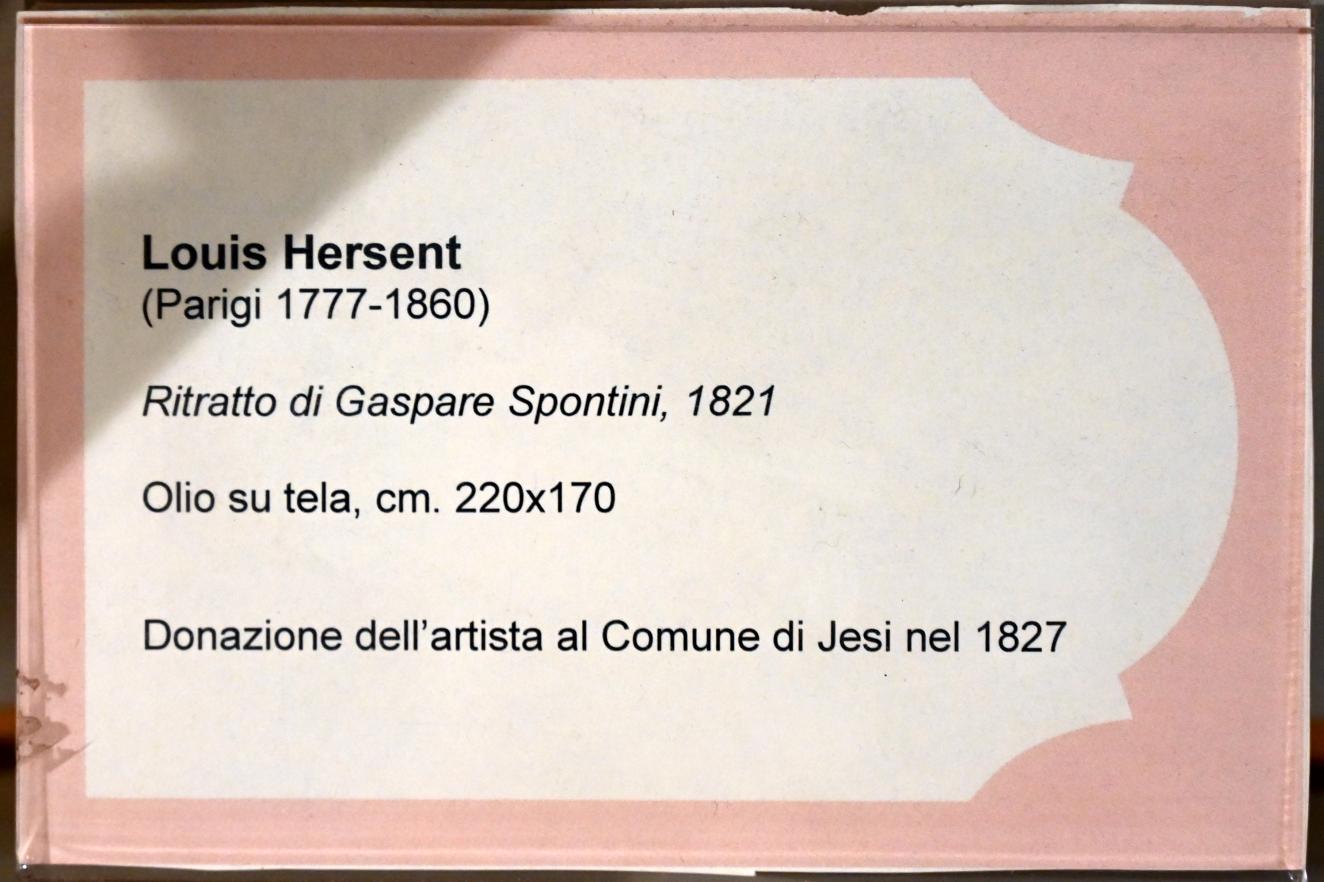 Louis Hersent
(Parigi 1777-1860)
Ritratto di Gaspare Spontini, 1821
Olio su tela, cm. 220x170
Donazione dell’artista al Comune di Jesi nel 1827